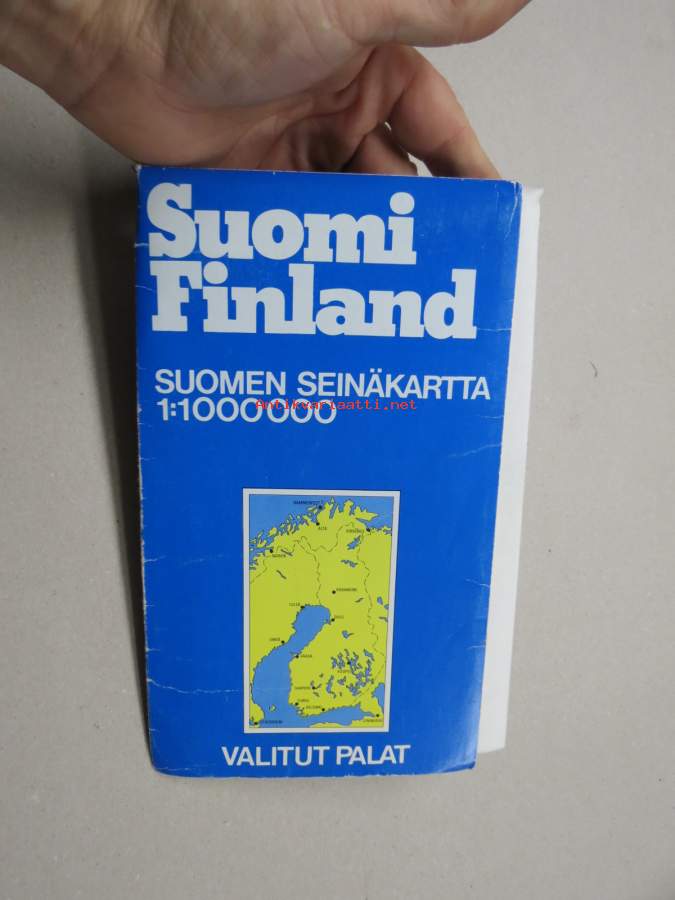 Suomi
Finland
SUOMEN SEINÄKARTTA
1:1000000
Antikvariaatti.net
VALITUT PALAT